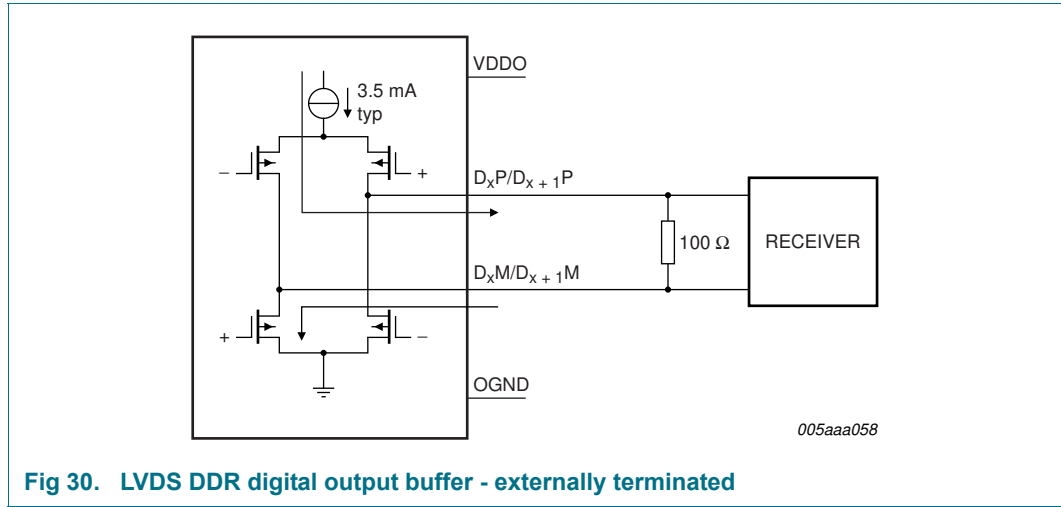 VDDO
3.5 mA
typ
− +
DxP/Dx + 1P
100 Ω RECEIVER
DxM/Dx + 1M
+ −
OGND
005aaa058
Fig 30. LVDS DDR digital output buffer - externally terminated